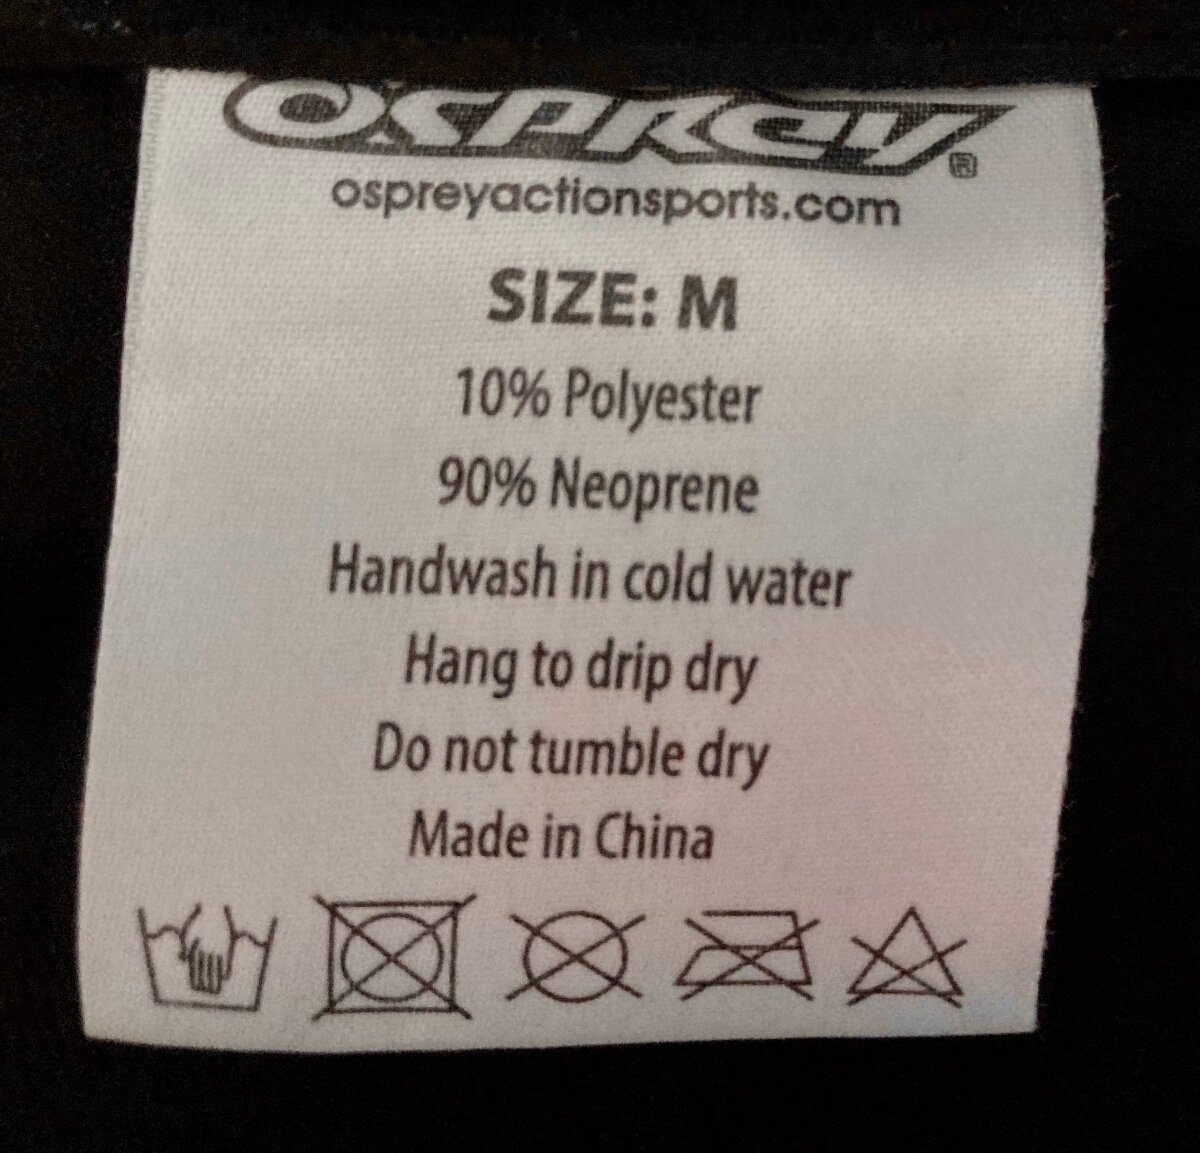 OSPREY®
ospreyactionsports.com
SIZE: M
10% Polyester
90% Neoprene
Handwash in cold water
Hang to drip dry
Do not tumble dry
Made in China